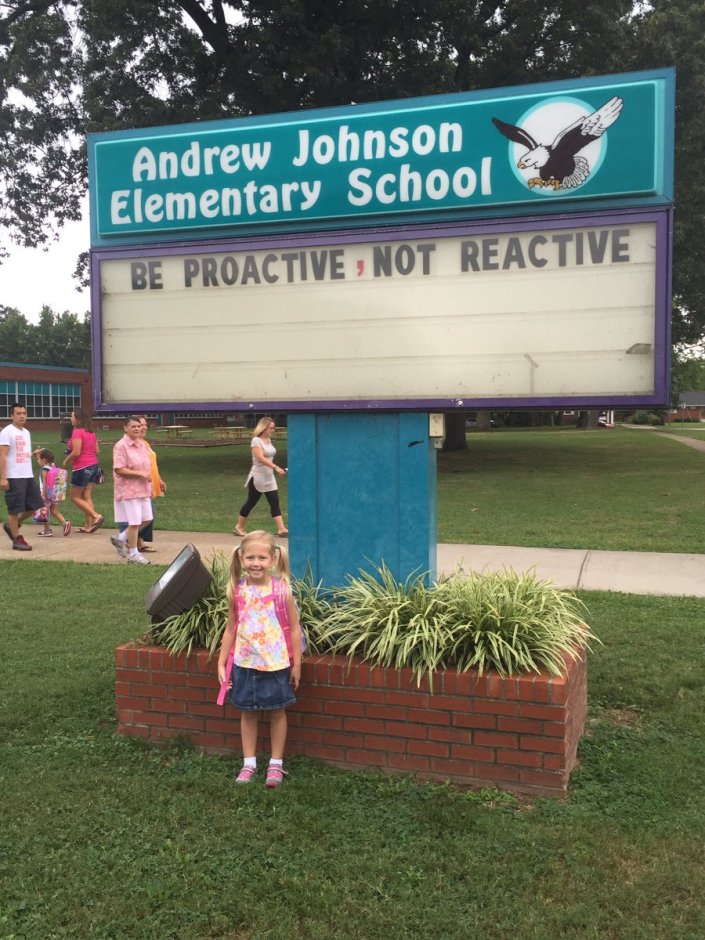 Andrew Johnson
Elementary School
BE PROACTIVE, NOT REACTIVE